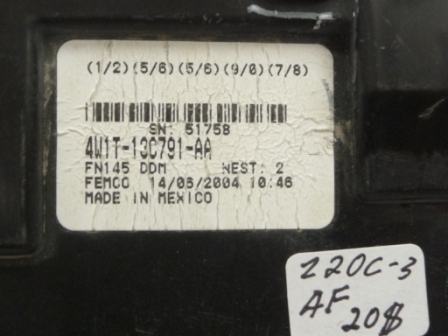 (1/2)(5/6)(5/6)(9/0)(7/8)
SN: 51758
4W1T-13C791-AA
FN145 DDM NEST: 2
FEMCO 14/06/2004 10:46
MADE IN MEXICO
220C-3
AF
20$